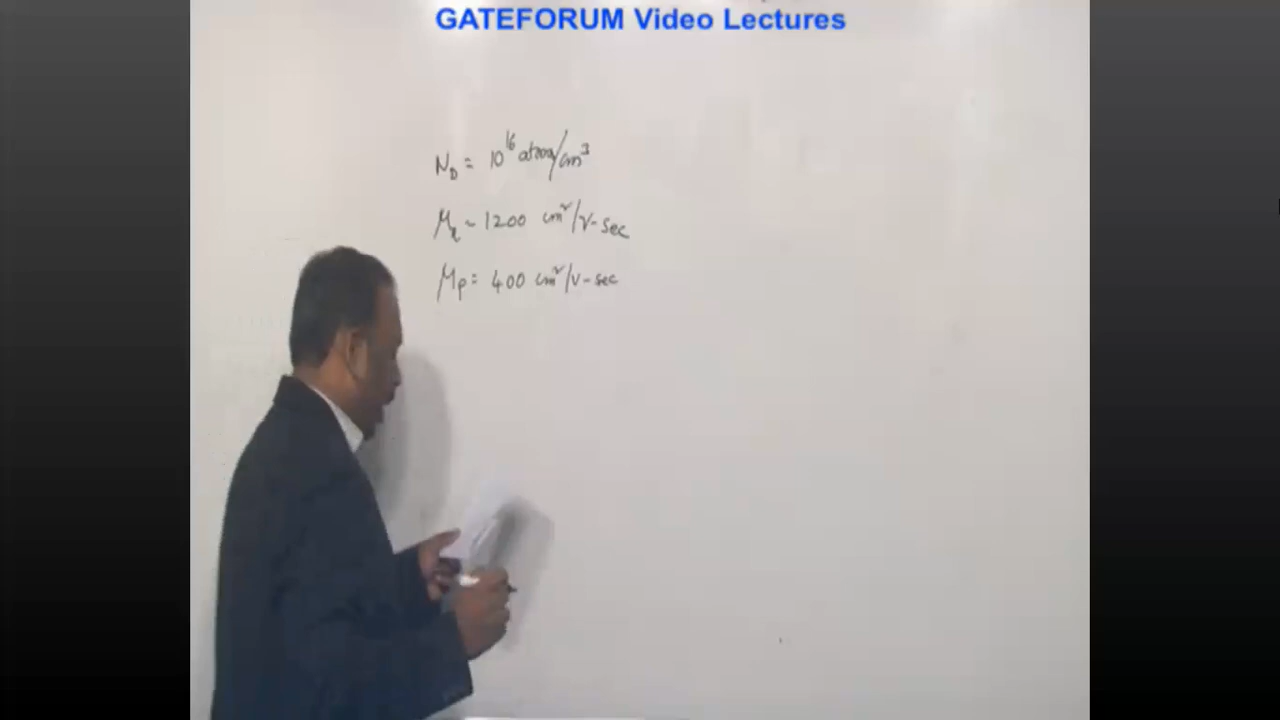 GATEFORUM Video Lectures
N_D = 10^16 atoms/cm^3
μ_n = 1200 cm^2/V-sec
μ_p = 400 cm^2/V-sec